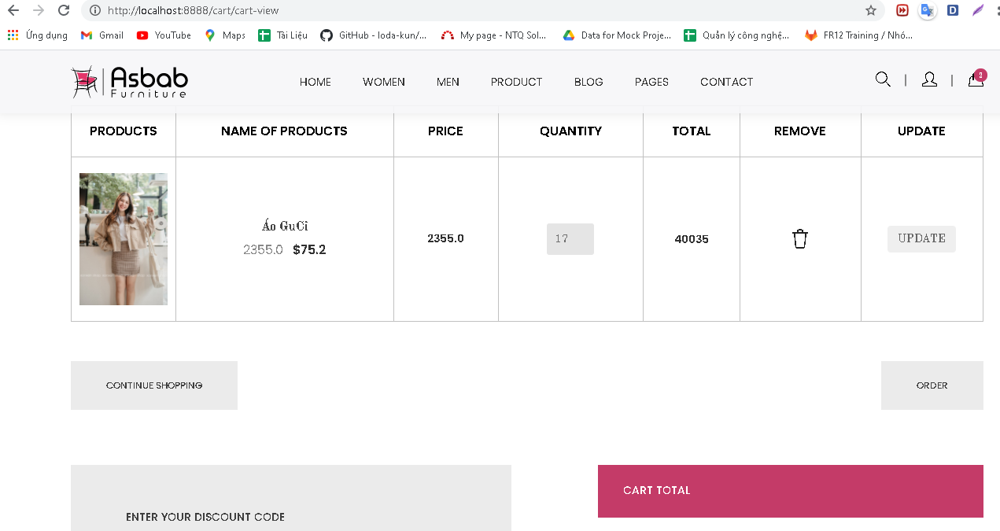 http://localhost:8888/cart/cart-view
Ứng dụng Gmail YouTube Maps Tài Liệu GitHub - loda-kun/... My page - NTQ Sol... Data for Mock Proje... Quản lý công nghệ... FR12 Training / Nhó...
Asbab
Furniture
HOME WOMEN MEN PRODUCT BLOG PAGES CONTACT
PRODUCTS NAME OF PRODUCTS PRICE QUANTITY TOTAL REMOVE UPDATE
Áo GuCi
2355.0 $75.2
2355.0
17
40035
UPDATE
CONTINUE SHOPPING
ORDER
ENTER YOUR DISCOUNT CODE
CART TOTAL